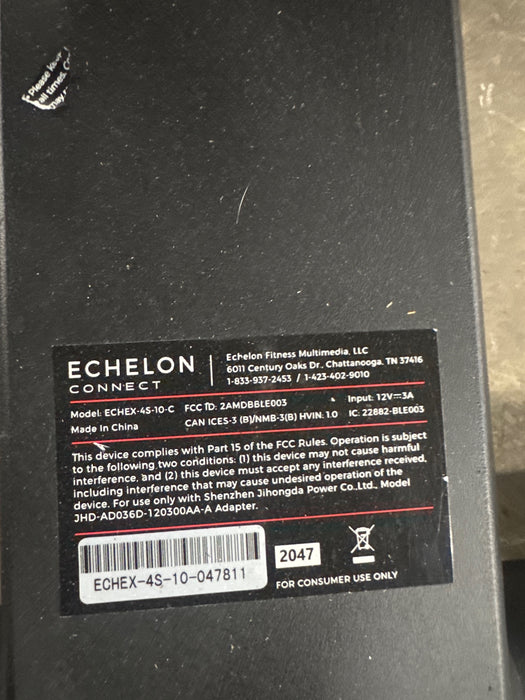 Please
all times. C
may
ECHELON
CONNECT
Echelon Fitness Multimedia, LLC
6011 Century Oaks Dr., Chattanooga, TN 37416
1-833-937-2453 / 1-423-402-9010
Model: ECHEX-4S-10-C FCC ID: 2AMDBBLE003 Input: 12V⎓3A
Made In China CAN ICES-3 (B)/NMB-3(B) HVIN: 1.0 IC: 22882-BLE003
This device complies with Part 15 of the FCC Rules. Operation is subject
to the following two conditions: (1) this device may not cause harmful
interference, and (2) this device must accept any interference received,
including interference that may cause undesired operation of the
device. For use only with Shenzhen Jihongda Power Co.,Ltd., Model
JHD-AD036D-120300AA-A Adapter.
ECHEX-4S-10-047811
2047
FOR CONSUMER USE ONLY